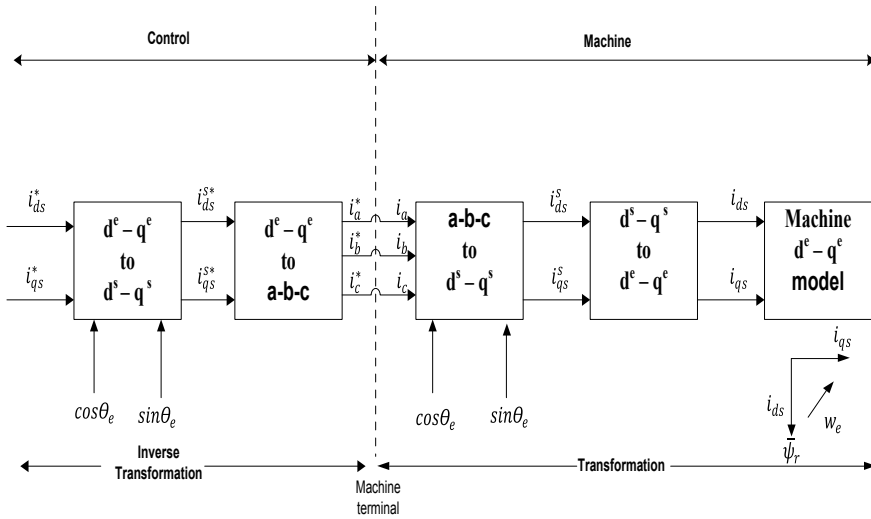 Control
Machine
i*ds
i*qs
dᵉ – qᵉ
to
dˢ – qˢ
iˢ*ds
iˢ*qs
dᵉ – qᵉ
to
a-b-c
i*a
i*b
i*c
ia
ib
ic
a-b-c
to
dˢ – qˢ
iˢds
iˢqs
dˢ – qˢ
to
dᵉ – qᵉ
ids
iqs
Machine
dᵉ – qᵉ
model
cosθe
sinθe
cosθe
sinθe
iqs
ids
we
ψ̄r
Inverse
Transformation
Machine
terminal
Transformation